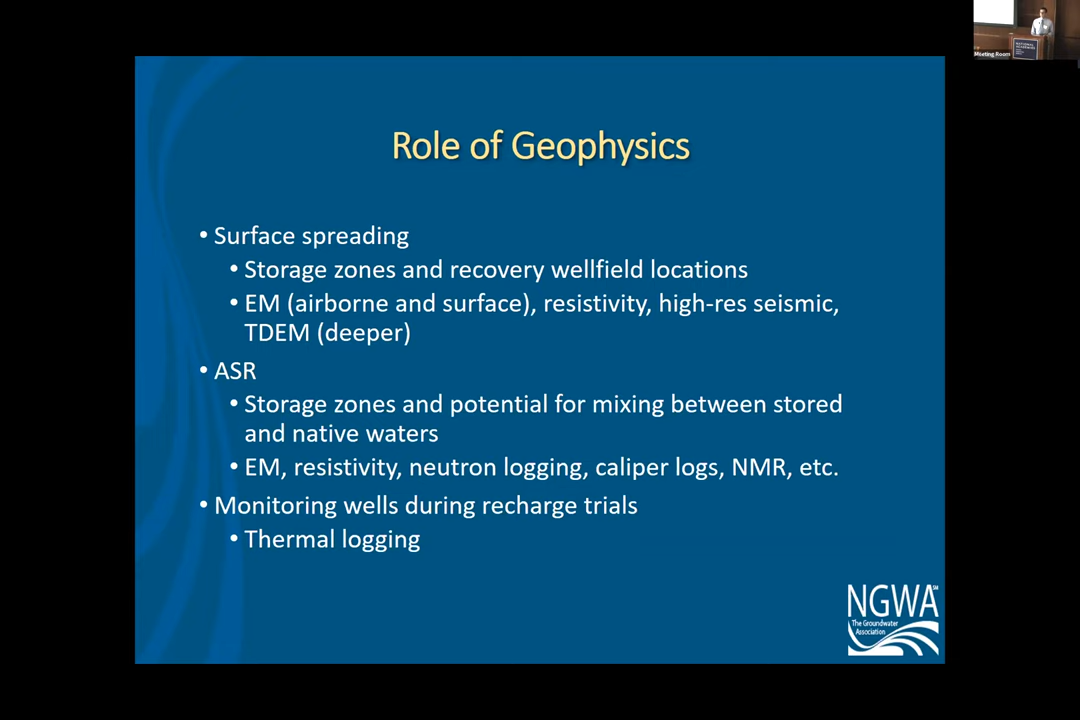 Meeting Room
Role of Geophysics
• Surface spreading
• Storage zones and recovery wellfield locations
• EM (airborne and surface), resistivity, high-res seismic,
TDEM (deeper)
• ASR
• Storage zones and potential for mixing between stored
and native waters
• EM, resistivity, neutron logging, caliper logs, NMR, etc.
• Monitoring wells during recharge trials
• Thermal logging
NGWA
The Groundwater
Association